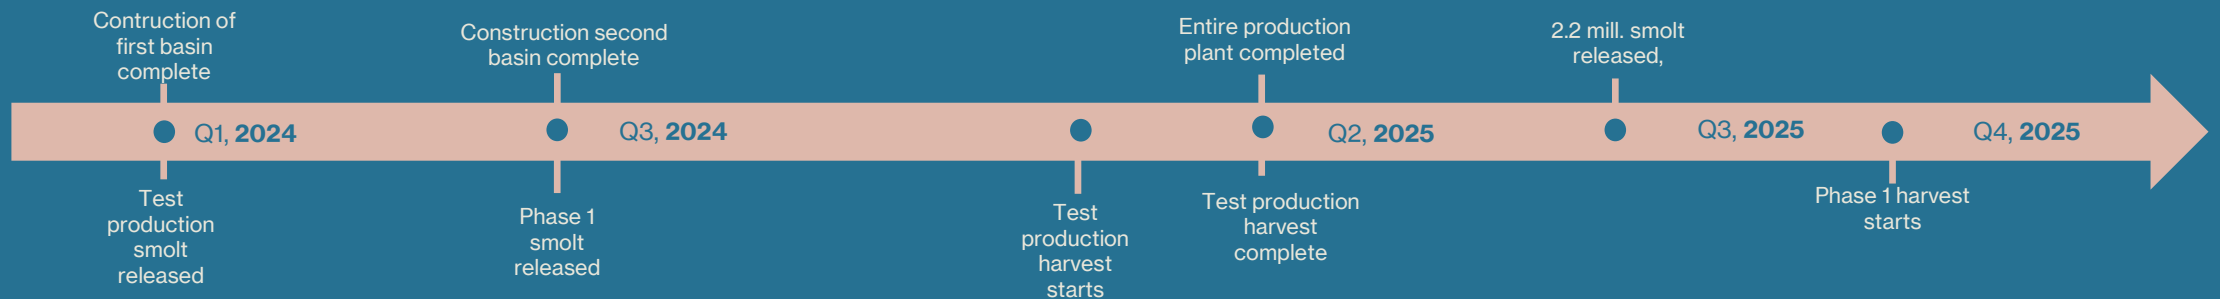 Contruction of
first basin
complete
Construction second
basin complete
Entire production
plant completed
2.2 mill. smolt
released,
Q1, 2024
Q3, 2024
Q2, 2025
Q3, 2025
Q4, 2025
Test
production
smolt
released
Phase 1
smolt
released
Test
production
harvest
starts
Test production
harvest
complete
Phase 1 harvest
starts